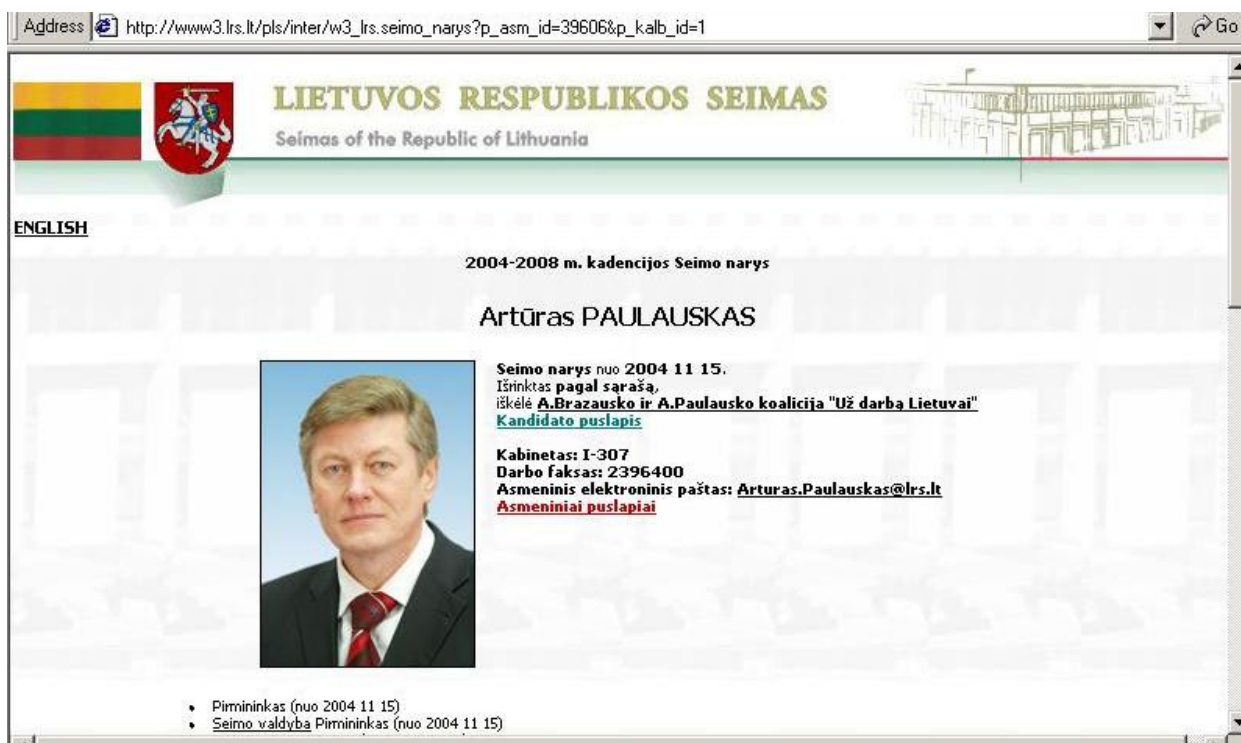 Address http://www3.lrs.lt/pls/inter/w3_lrs.seimo_narys?p_asm_id=39606&p_kalb_id=1 Go
LIETUVOS RESPUBLIKOS SEIMAS
Seimas of the Republic of Lithuania
ENGLISH
2004-2008 m. kadencijos Seimo narys
Artūras PAULAUSKAS
Seimo narys nuo 2004 11 15.
Išrinktas pagal sąrašą,
iškėlė A.Brazausko ir A.Paulausko koalicija "Už darbą Lietuvai"
Kandidato puslapis
Kabinetas: I-307
Darbo faksas: 2396400
Asmeninis elektroninis paštas: Arturas.Paulauskas@lrs.lt
Asmeniniai puslapiai
• Pirmininkas (nuo 2004 11 15)
• Seimo valdyba Pirmininkas (nuo 2004 11 15)